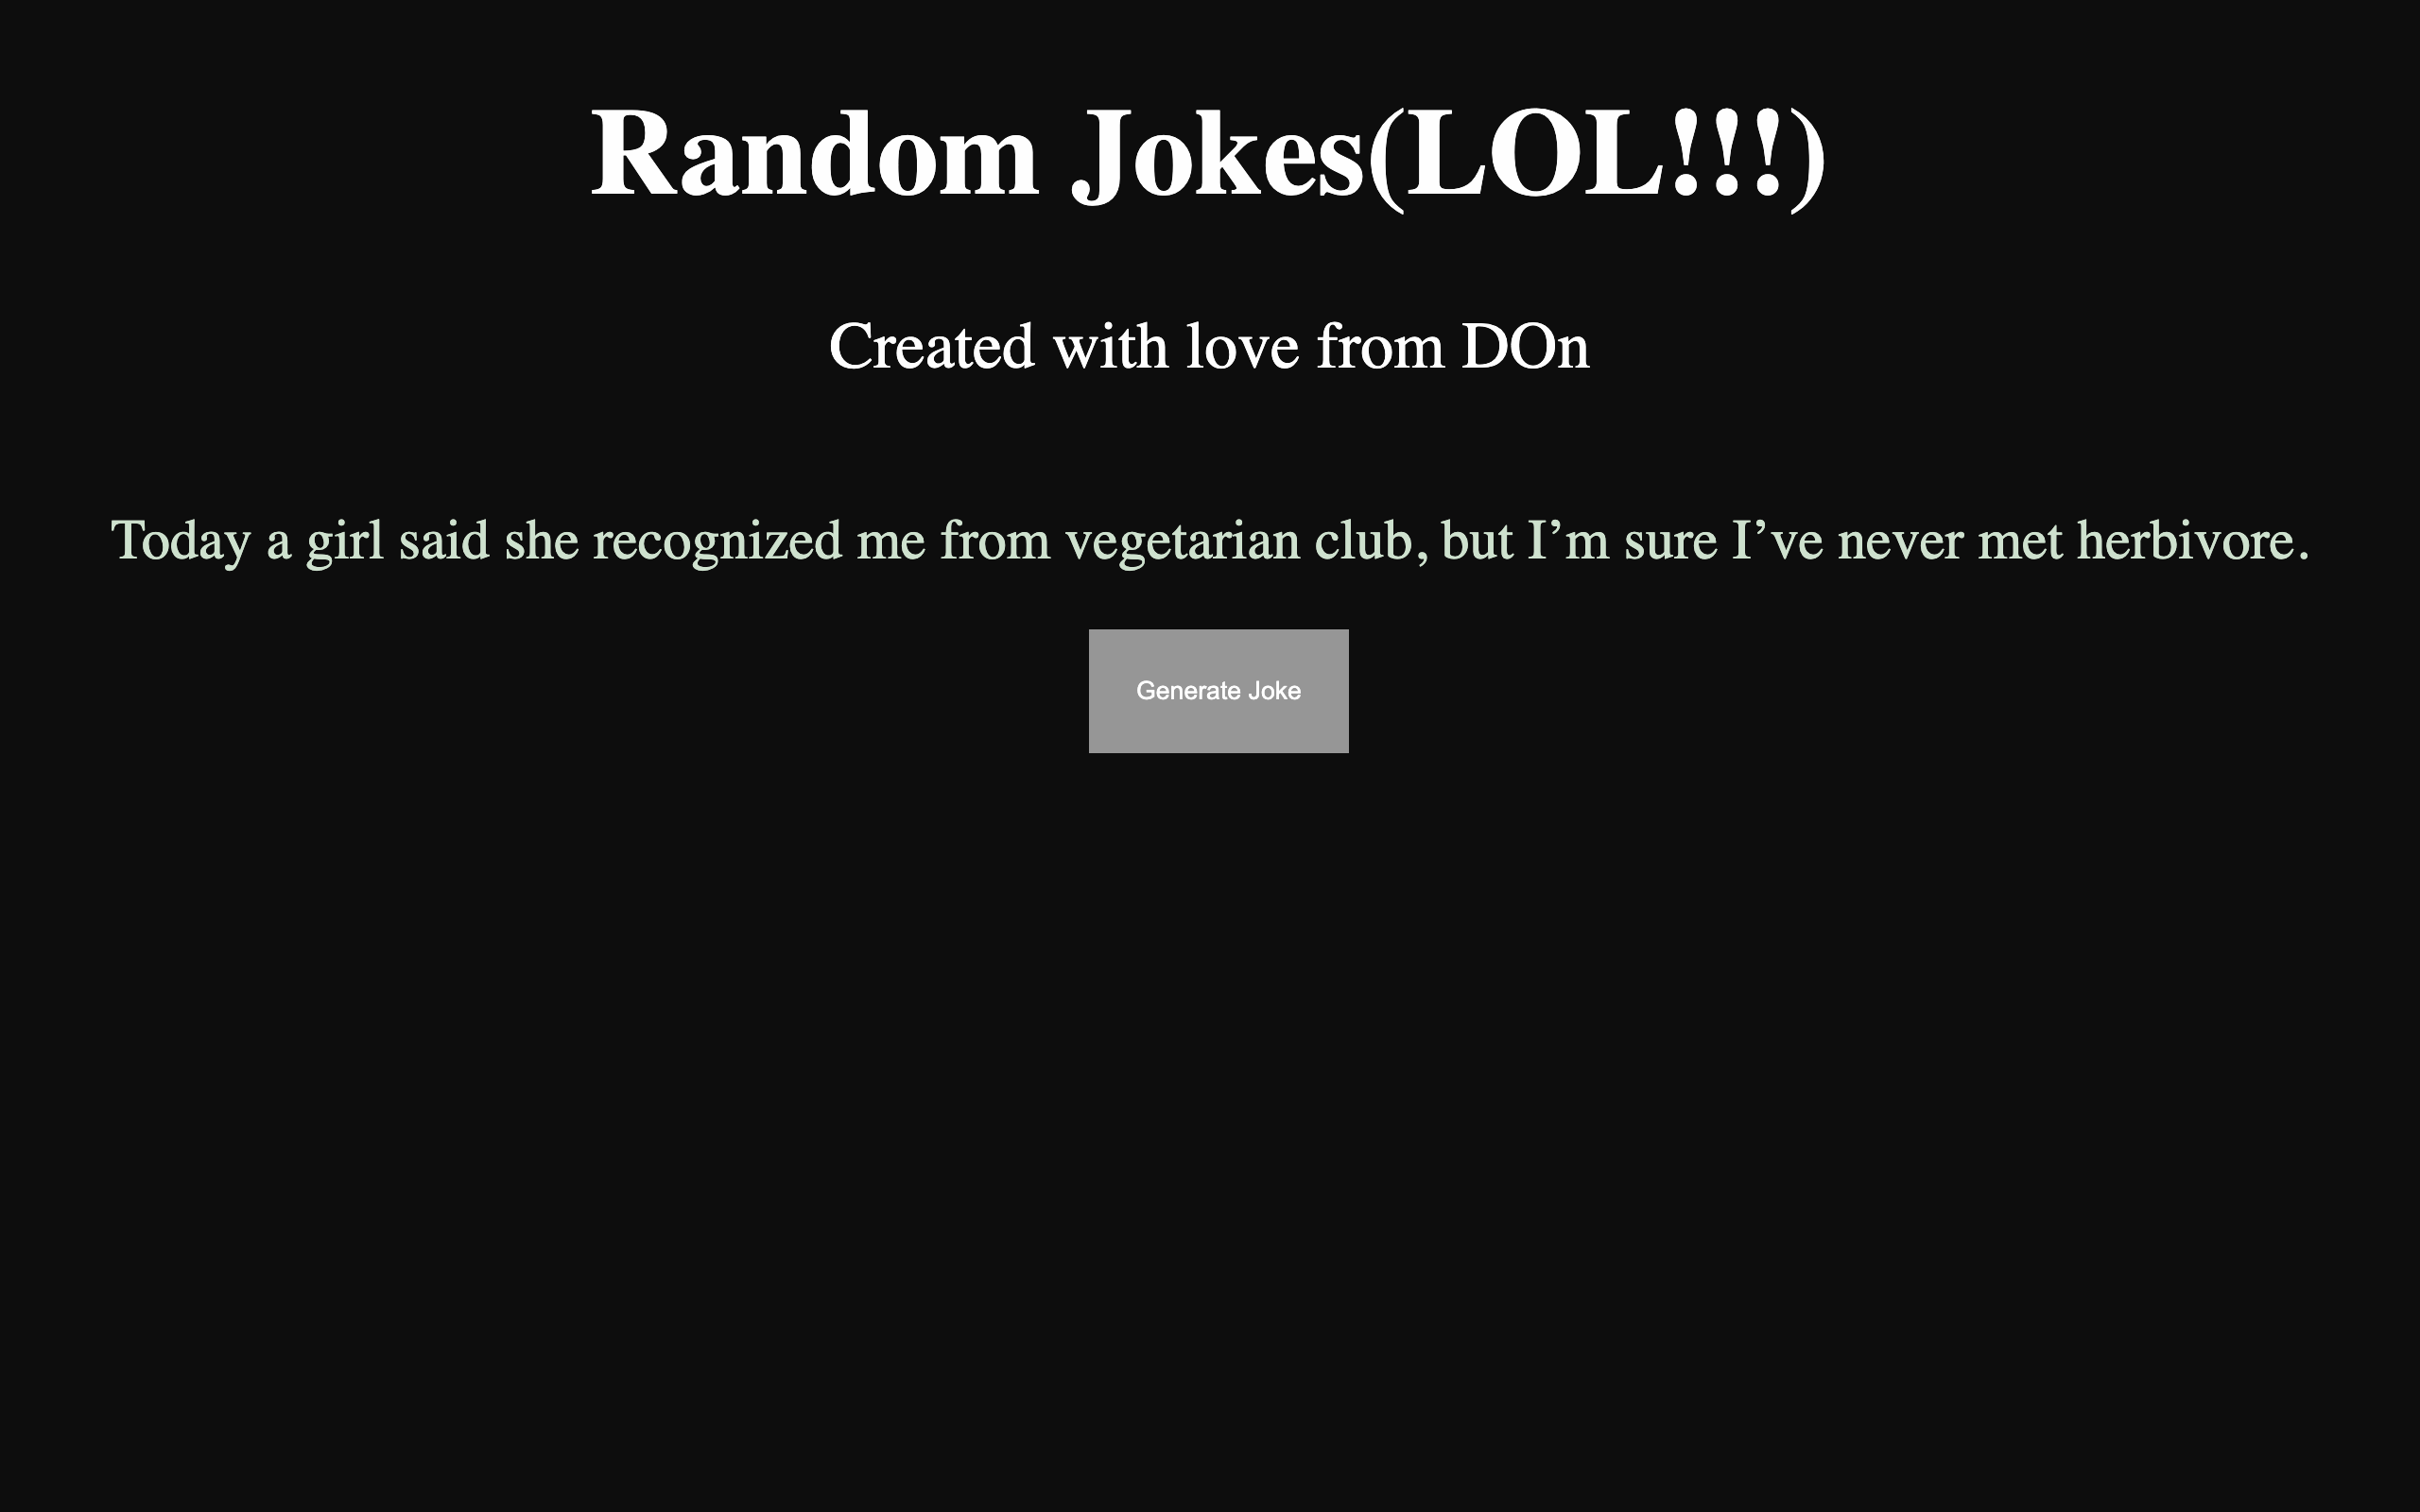 Random Jokes(LOL!!!)
Created with love from DOn
Today a girl said she recognized me from vegetarian club, but I’m sure I’ve never met herbivore.
Generate Joke